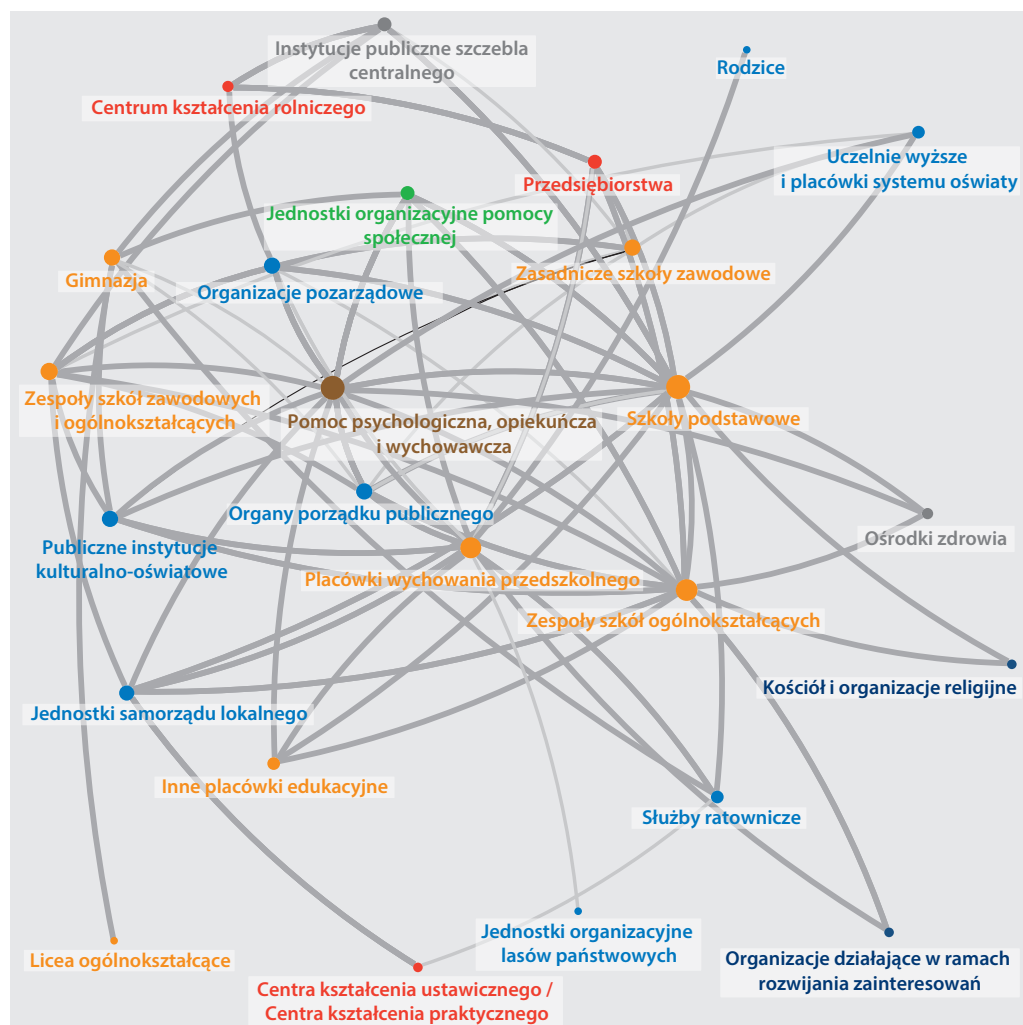 Instytucje publiczne szczebla
centralnego
Rodzice
Centrum kształcenia rolniczego
Uczelnie wyższe
i placówki systemu oświaty
Przedsiębiorstwa
Jednostki organizacyjne pomocy
społecznej
Zasadnicze szkoły zawodowe
Gimnazja
Organizacje pozarządowe
Zespoły szkół zawodowych
i ogólnokształcących
Pomoc psychologiczna, opiekuńcza
i wychowawcza
Szkoły podstawowe
Organy porządku publicznego
Ośrodki zdrowia
Publiczne instytucje
kulturalno-oświatowe
Placówki wychowania przedszkolnego
Zespoły szkół ogólnokształcących
Kościół i organizacje religijne
Jednostki samorządu lokalnego
Inne placówki edukacyjne
Służby ratownicze
Jednostki organizacyjne
lasów państwowych
Licea ogólnokształcące
Organizacje działające w ramach
rozwijania zainteresowań
Centra kształcenia ustawicznego /
Centra kształcenia praktycznego